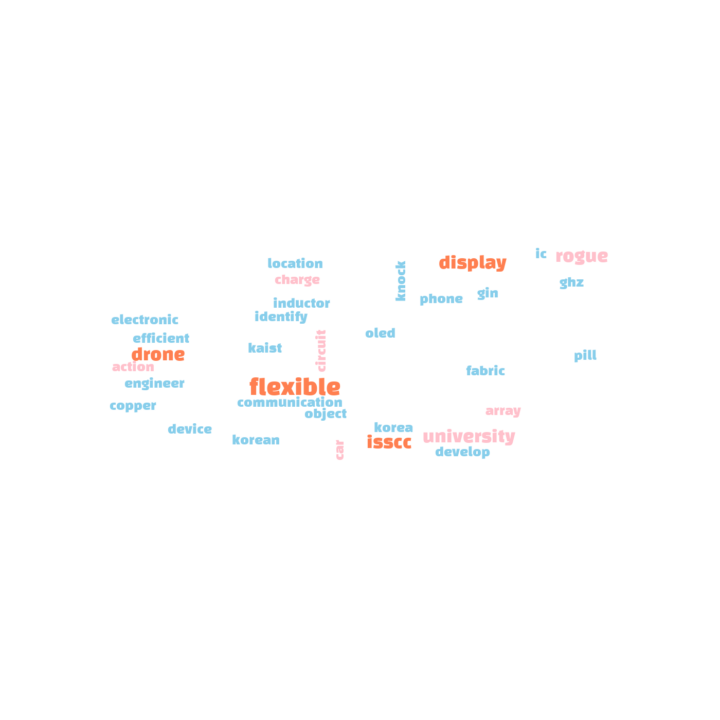 ic
rogue
display
location
knock
charge
ghz
gin
phone
inductor
identify
electronic
oled
efficient
circuit
kaist
drone
pill
action
fabric
engineer
flexible
communication
copper
array
object
korea
device
university
korean
isscc
car
develop